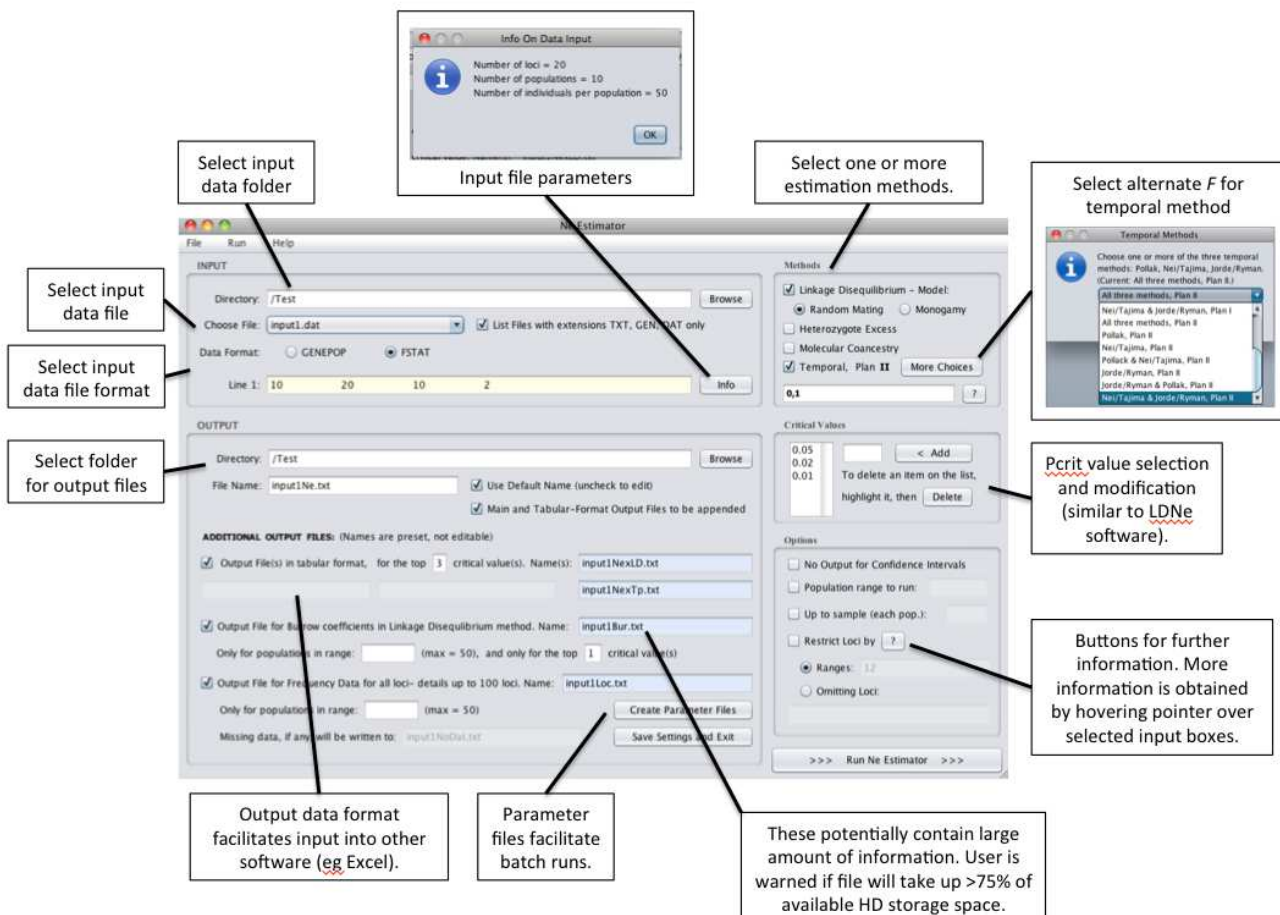 Info On Data Input
Number of loci = 20
Number of populations = 10
Number of individuals per population = 50
OK
Input file parameters
Select input
data folder
Select one or more
estimation methods.
Select alternate F for
temporal method
Temporal Methods
Choose one or more of the three temporal
methods: Pollak, Nei/Tajima, Jorde/Ryman.
(Current: All three methods, Plan II.)
All three methods, Plan II
Nei/Tajima & Jorde/Ryman, Plan I
All three methods, Plan II
Pollak, Plan II
Nei/Tajima, Plan II
Pollack & Nei/Tajima, Plan II
Jorde/Ryman, Plan II
Jorde/Ryman & Pollak, Plan II
Nei/Tajima & Jorde/Ryman, Plan II
Select input
data file
Select input
data file format
Select folder
for output files
Ne Estimator
File Run Help
INPUT
Directory: /Test Browse
Choose File: input1.dat List Files with extensions TXT, GEN, DAT only
Data Format: GENEPOP FSTAT
Line 1: 10 20 10 2 Info
OUTPUT
Directory: /Test Browse
File Name: input1Ne.txt Use Default Name (uncheck to edit)
Main and Tabular-Format Output Files to be appended
ADDITIONAL OUTPUT FILES: (Names are preset, not editable)
Output File(s) in tabular format, for the top 3 critical value(s). Name(s): input1NexLD.txt
input1NexTp.txt
Output File for Burrow coefficients in Linkage Disequlibrium method. Name: input1Bur.txt
Only for populations in range: (max = 50), and only for the top 1 critical value(s)
Output File for Frequency Data for all loci- details up to 100 loci. Name: input1Loc.txt
Only for populations in range: (max = 50) Create Parameter Files
Missing data, if any will be written to: input1NoDat.txt Save Settings and Exit
Methods
Linkage Disequilibrium - Model:
Random Mating Monogamy
Heterozygote Excess
Molecular Coancestry
Temporal, Plan II More Choices
0,1 ?
Critical Values
0.05
0.02
0.01
< Add
To delete an item on the list,
highlight it, then Delete
Options
No Output for Confidence Intervals
Population range to run:
Up to sample (each pop.):
Restrict Loci by ?
Ranges: 12
Omitting Loci:
>>> Run Ne Estimator >>>
Pcrit value selection
and modification
(similar to LDNe
software).
Buttons for further
information. More
information is obtained
by hovering pointer over
selected input boxes.
Output data format
facilitates input into other
software (eg Excel).
Parameter
files facilitate
batch runs.
These potentially contain large
amount of information. User is
warned if file will take up >75% of
available HD storage space.